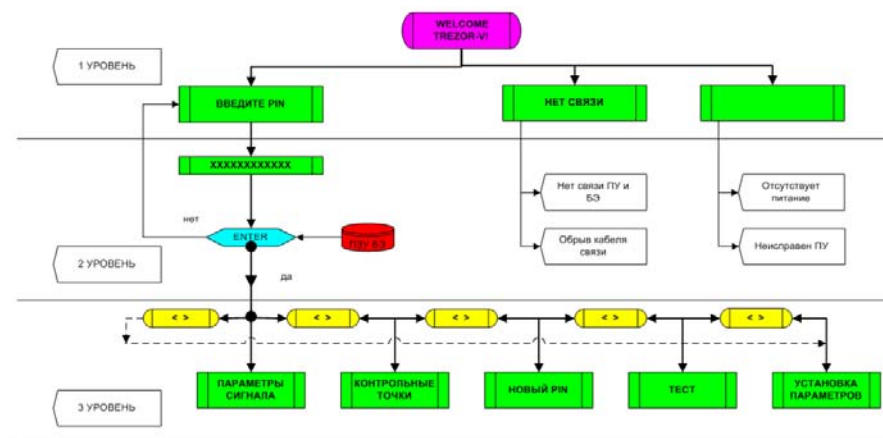 WELCOME
TREZOR-VI
1 УРОВЕНЬ
ВВЕДИТЕ PIN
НЕТ СВЯЗИ
XXXXXXXXXXXX
Нет связи ПУ и
БЭ
Отсутствует
питание
нет
ENTER
ПЗУ БЭ
Обрыв кабеля
связи
Неисправен ПУ
2 УРОВЕНЬ
да
< >
< >
< >
< >
< >
ПАРАМЕТРЫ
СИГНАЛА
КОНТРОЛЬНЫЕ
ТОЧКИ
НОВЫЙ PIN
ТЕСТ
УСТАНОВКА
ПАРАМЕТРОВ
3 УРОВЕНЬ